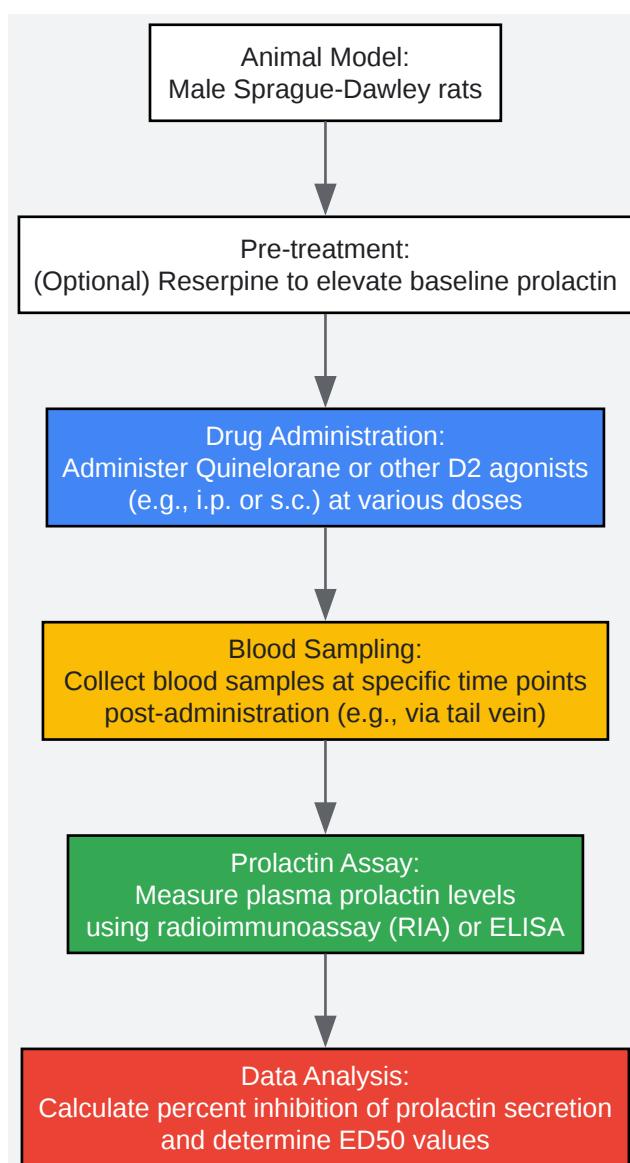 Animal Model:
Male Sprague-Dawley rats
Pre-treatment:
(Optional) Reserpine to elevate baseline prolactin
Drug Administration:
Administer Quinelorane or other D2 agonists
(e.g., i.p. or s.c.) at various doses
Blood Sampling:
Collect blood samples at specific time points
post-administration (e.g., via tail vein)
Prolactin Assay:
Measure plasma prolactin levels
using radioimmunoassay (RIA) or ELISA
Data Analysis:
Calculate percent inhibition of prolactin secretion
and determine ED50 values